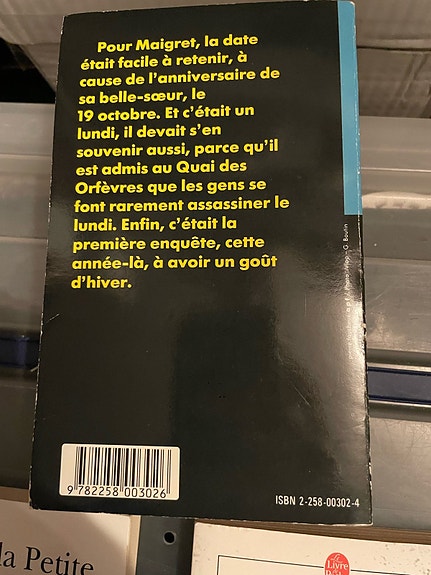 Pour Maigret, la date
était facile à retenir, à
cause de l'anniversaire de
sa belle-sœur, le
19 octobre. Et c'était un
lundi, il devait s'en
souvenir aussi, parce qu'il
est admis au Quai des
Orfèvres que les gens se
font rarement assassiner le
lundi. Enfin, c'était la
première enquête, cette
année-là, à avoir un goût
d'hiver.
G. Boulin
9 782258 003026
ISBN 2-258-00302-4
la Petite
Le
Livre